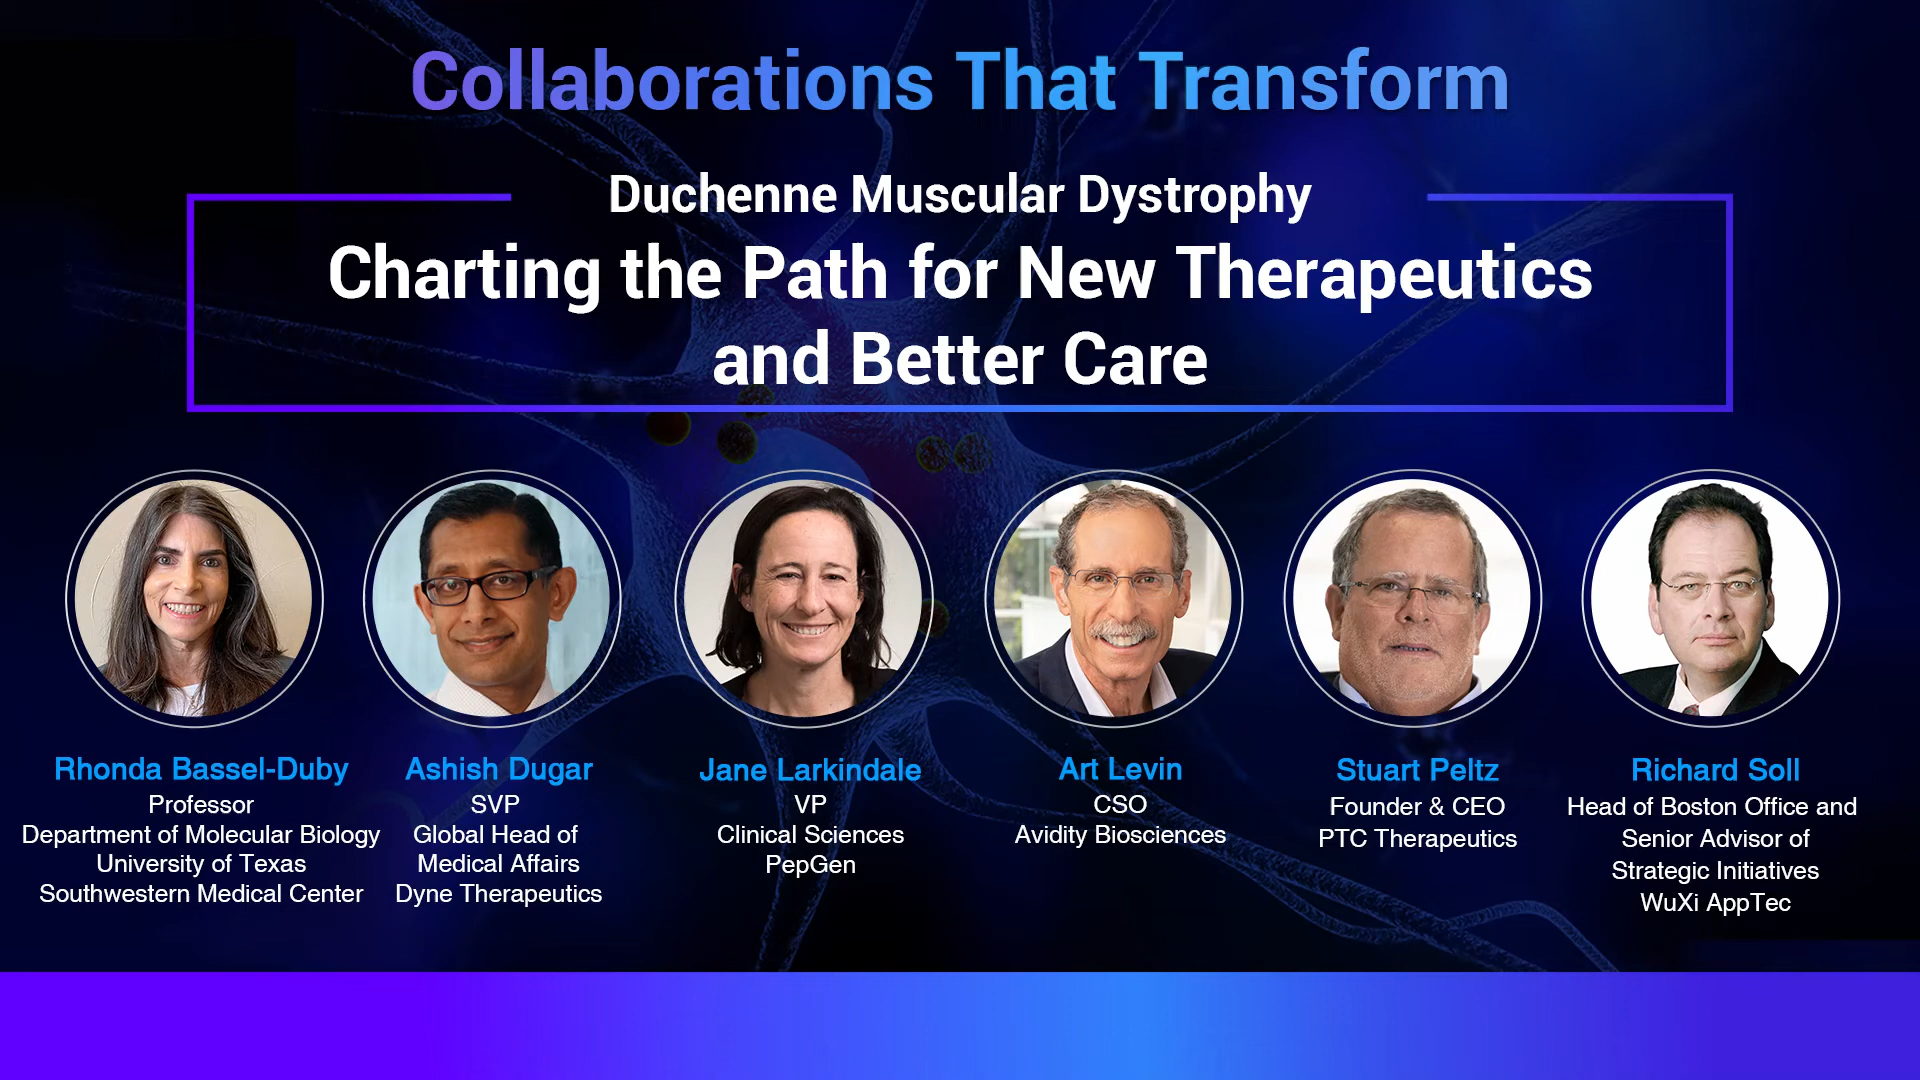 Collaborations That Transform
Duchenne Muscular Dystrophy
Charting the Path for New Therapeutics
and Better Care
Rhonda Bassel-Duby
Professor
Department of Molecular Biology
University of Texas
Southwestern Medical Center
Ashish Dugar
SVP
Global Head of
Medical Affairs
Dyne Therapeutics
Jane Larkindale
VP
Clinical Sciences
PepGen
Art Levin
CSO
Avidity Biosciences
Stuart Peltz
Founder & CEO
PTC Therapeutics
Richard Soll
Head of Boston Office and
Senior Advisor of
Strategic Initiatives
WuXi AppTec